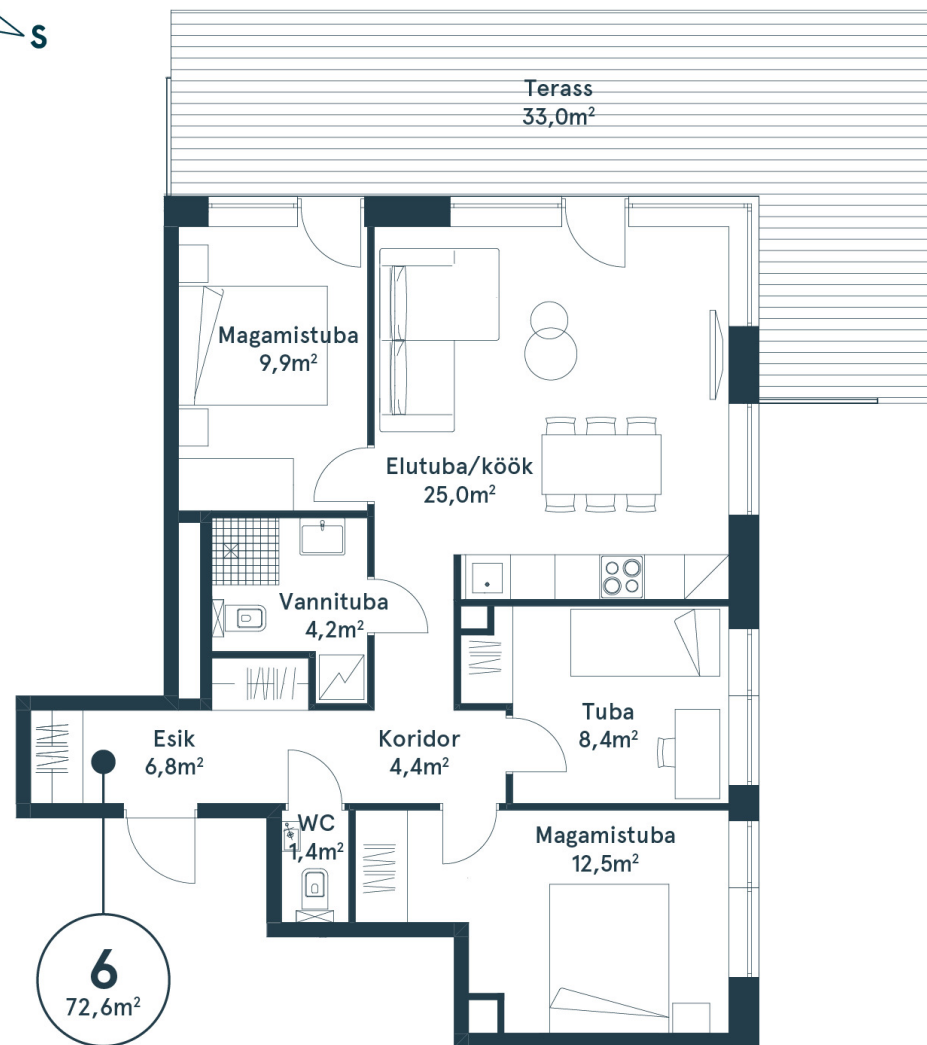 S
Terass
33,0m²
Magamistuba
9,9m²
Elutuba/köök
25,0m²
Vannituba
4,2m²
Tuba
8,4m²
Esik
6,8m²
Koridor
4,4m²
WC
1,4m²
Magamistuba
12,5m²
6
72,6m²